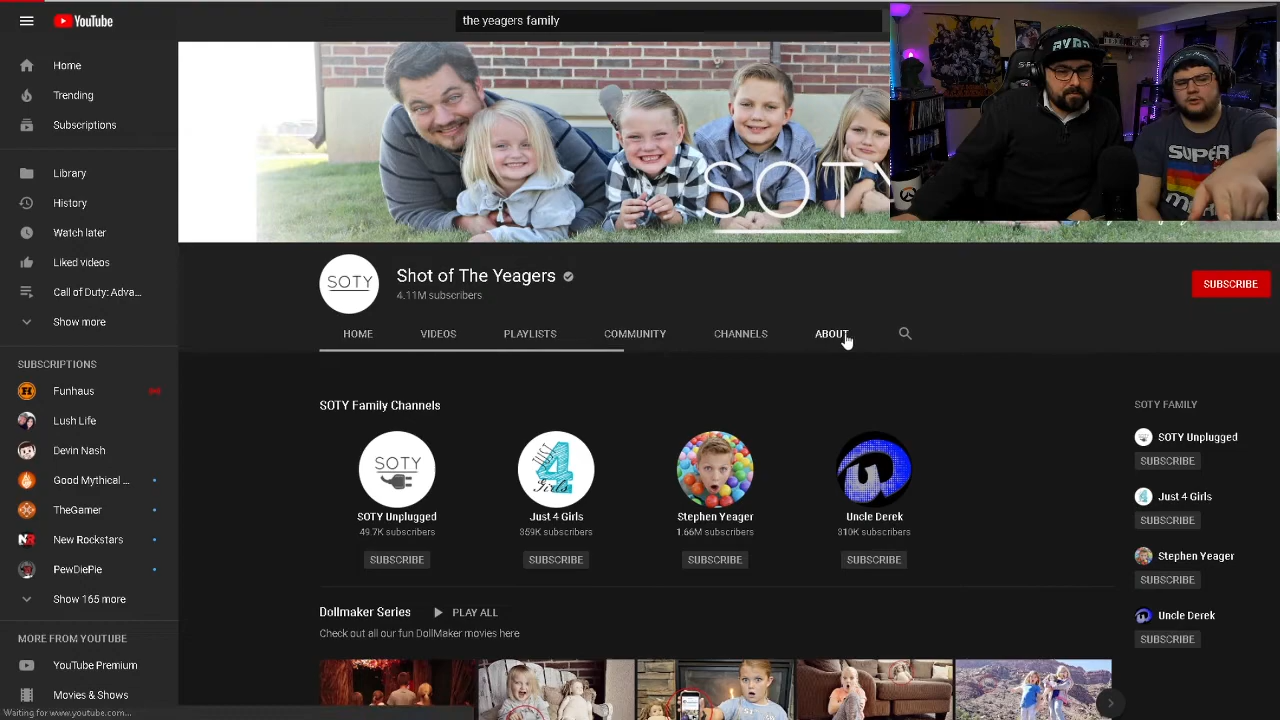 YouTube
the yeagers family
Home
Trending
Subscriptions
Library
History
Watch later
Liked videos
Call of Duty: Adva...
Show more
SUBSCRIPTIONS
Funhaus
Lush Life
Devin Nash
Good Mythical ...
TheGamer
New Rockstars
PewDiePie
Show 165 more
MORE FROM YOUTUBE
YouTube Premium
Movies & Shows
Waiting for www.youtube.com...
SOTY
SUPER
SOTY
Shot of The Yeagers
4.11M subscribers
SUBSCRIBE
HOME VIDEOS PLAYLISTS COMMUNITY CHANNELS ABOUT
SOTY Family Channels
SOTY
JUST 4 Girls
SOTY Unplugged
49.7K subscribers
SUBSCRIBE
Just 4 Girls
359K subscribers
SUBSCRIBE
Stephen Yeager
1.66M subscribers
SUBSCRIBE
Uncle Derek
310K subscribers
SUBSCRIBE
Dollmaker Series PLAY ALL
Check out all our fun DollMaker movies here
SOTY FAMILY
SOTY Unplugged
SUBSCRIBE
Just 4 Girls
SUBSCRIBE
Stephen Yeager
SUBSCRIBE
Uncle Derek
SUBSCRIBE